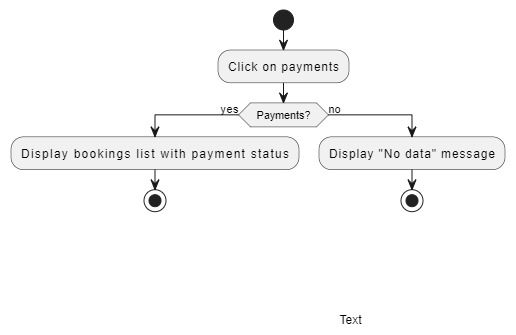 Click on payments
yes
Payments?
no
Display bookings list with payment status
Display "No data" message
Text